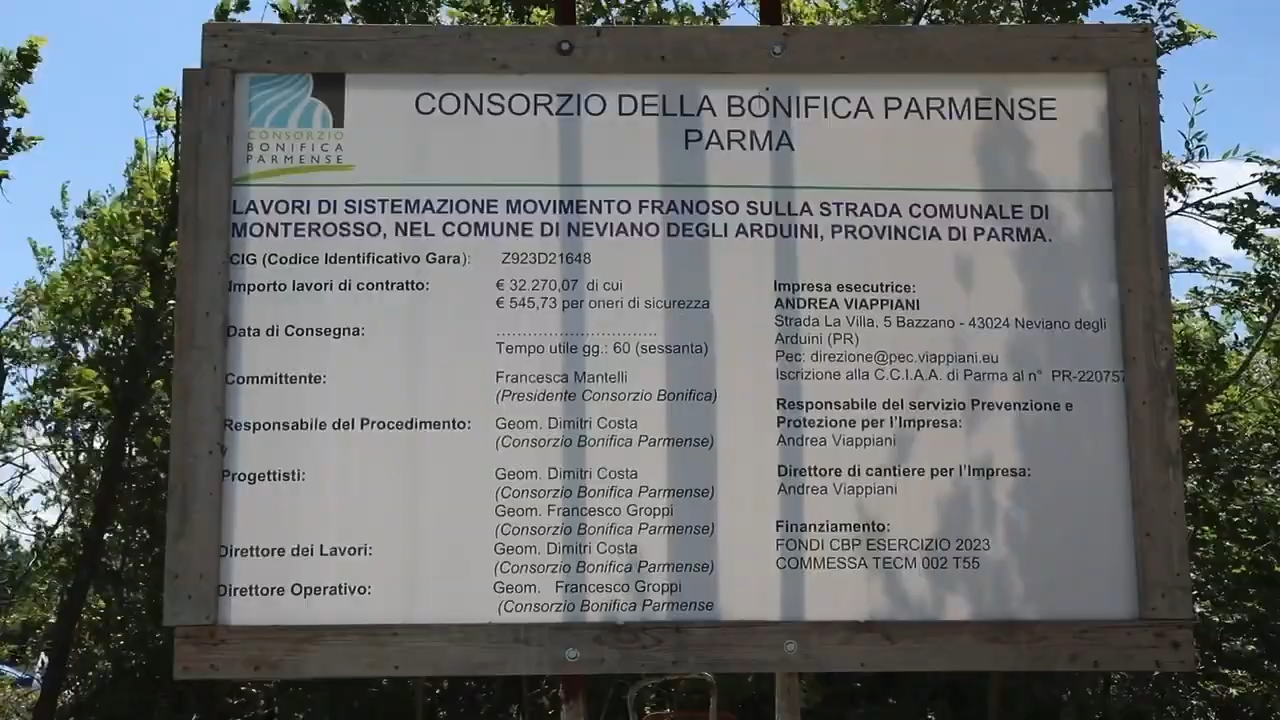 CONSORZIO
BONIFICA
PARMENSE
CONSORZIO DELLA BONIFICA PARMENSE
PARMA
LAVORI DI SISTEMAZIONE MOVIMENTO FRANOSO SULLA STRADA COMUNALE DI
MONTEROSSO, NEL COMUNE DI NEVIANO DEGLI ARDUINI, PROVINCIA DI PARMA.
CIG (Codice Identificativo Gara): Z923D21648
Importo lavori di contratto: € 32.270,07 di cui
€ 545,73 per oneri di sicurezza
Data di Consegna: ...............................
Tempo utile gg.: 60 (sessanta)
Committente: Francesca Mantelli
(Presidente Consorzio Bonifica)
Responsabile del Procedimento: Geom. Dimitri Costa
(Consorzio Bonifica Parmense)
Progettisti: Geom. Dimitri Costa
(Consorzio Bonifica Parmense)
Geom. Francesco Groppi
(Consorzio Bonifica Parmense)
Direttore dei Lavori: Geom. Dimitri Costa
(Consorzio Bonifica Parmense)
Direttore Operativo: Geom. Francesco Groppi
(Consorzio Bonifica Parmense
Impresa esecutrice:
ANDREA VIAPPIANI
Strada La Villa, 5 Bazzano - 43024 Neviano degli
Arduini (PR)
Pec: direzione@pec.viappiani.eu
Iscrizione alla C.C.I.A.A. di Parma al n° PR-220757
Responsabile del servizio Prevenzione e
Protezione per l'Impresa:
Andrea Viappiani
Direttore di cantiere per l'Impresa:
Andrea Viappiani
Finanziamento:
FONDI CBP ESERCIZIO 2023
COMMESSA TECM 002 T55